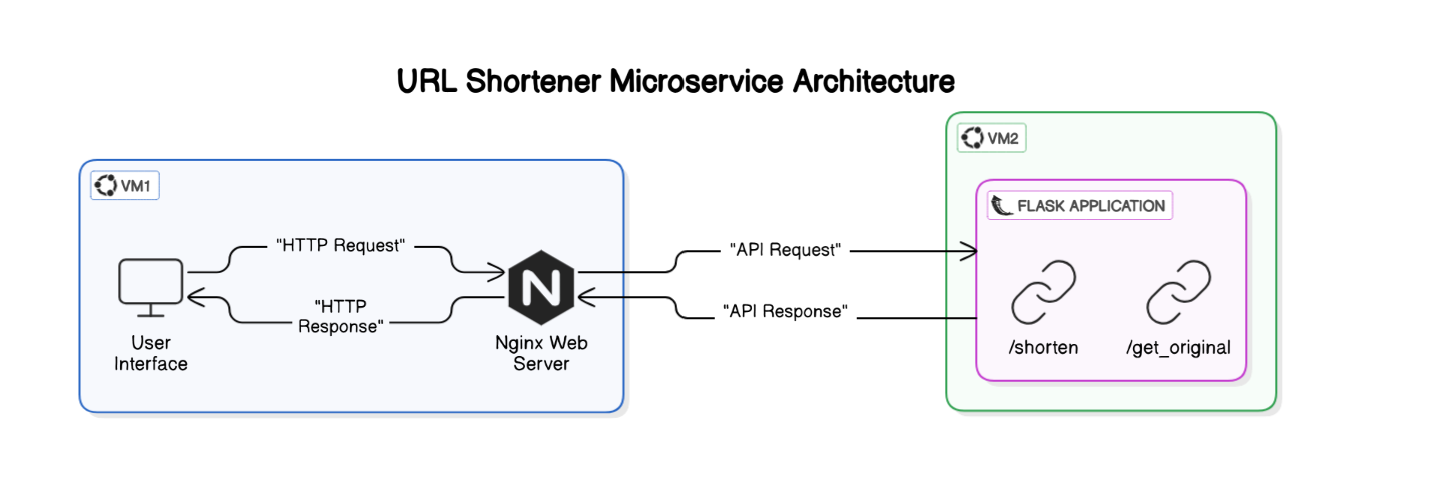 URL Shortener Microservice Architecture
VM1
"HTTP Request"
"HTTP
Response"
User
Interface
N
Nginx Web
Server
"API Request"
"API Response"
VM2
FLASK APPLICATION
/shorten
/get_original